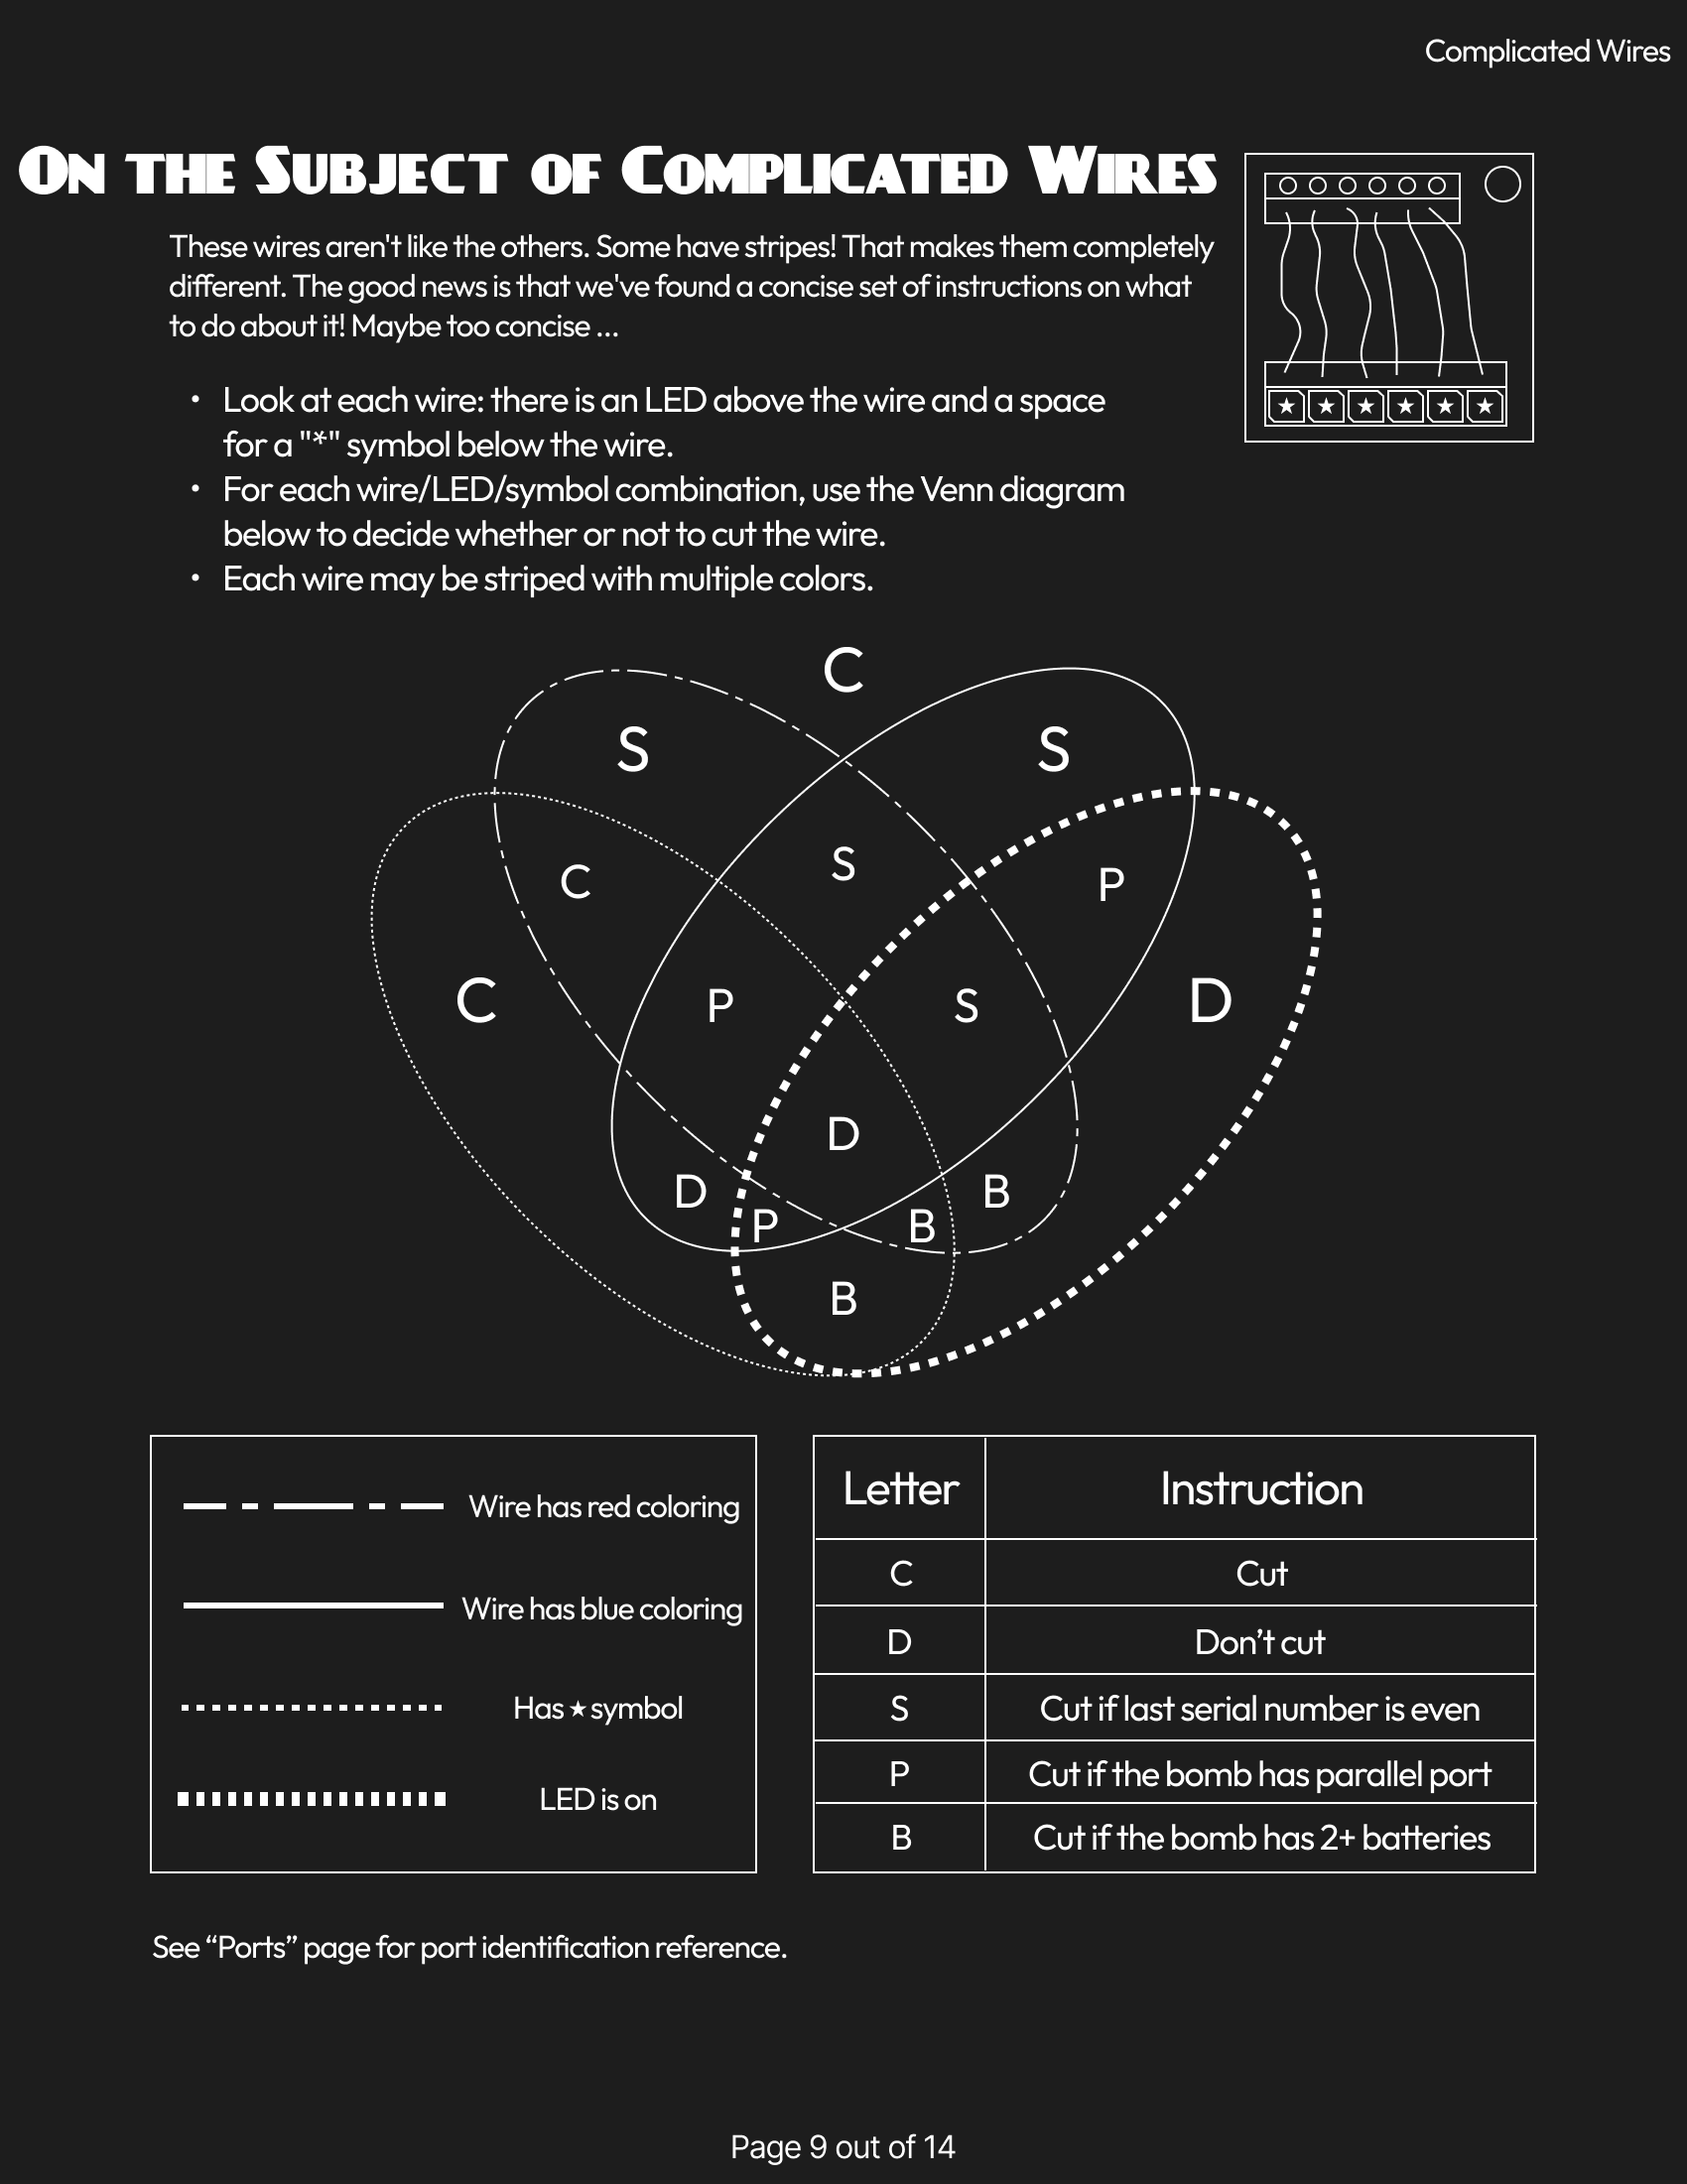 Complicated Wires
On the Subject of Complicated Wires
These wires aren't like the others. Some have stripes! That makes them completely
different. The good news is that we've found a concise set of instructions on what
to do about it! Maybe too concise ...
• Look at each wire: there is an LED above the wire and a space
for a "*" symbol below the wire.
• For each wire/LED/symbol combination, use the Venn diagram
below to decide whether or not to cut the wire.
• Each wire may be striped with multiple colors.
C
S S
S
C P
C P S D
D
D B
P B
B
Wire has red coloring
Wire has blue coloring
Has ★ symbol
LED is on
Letter Instruction
C Cut
D Don’t cut
S Cut if last serial number is even
P Cut if the bomb has parallel port
B Cut if the bomb has 2+ batteries
See “Ports” page for port identification reference.
Page 9 out of 14